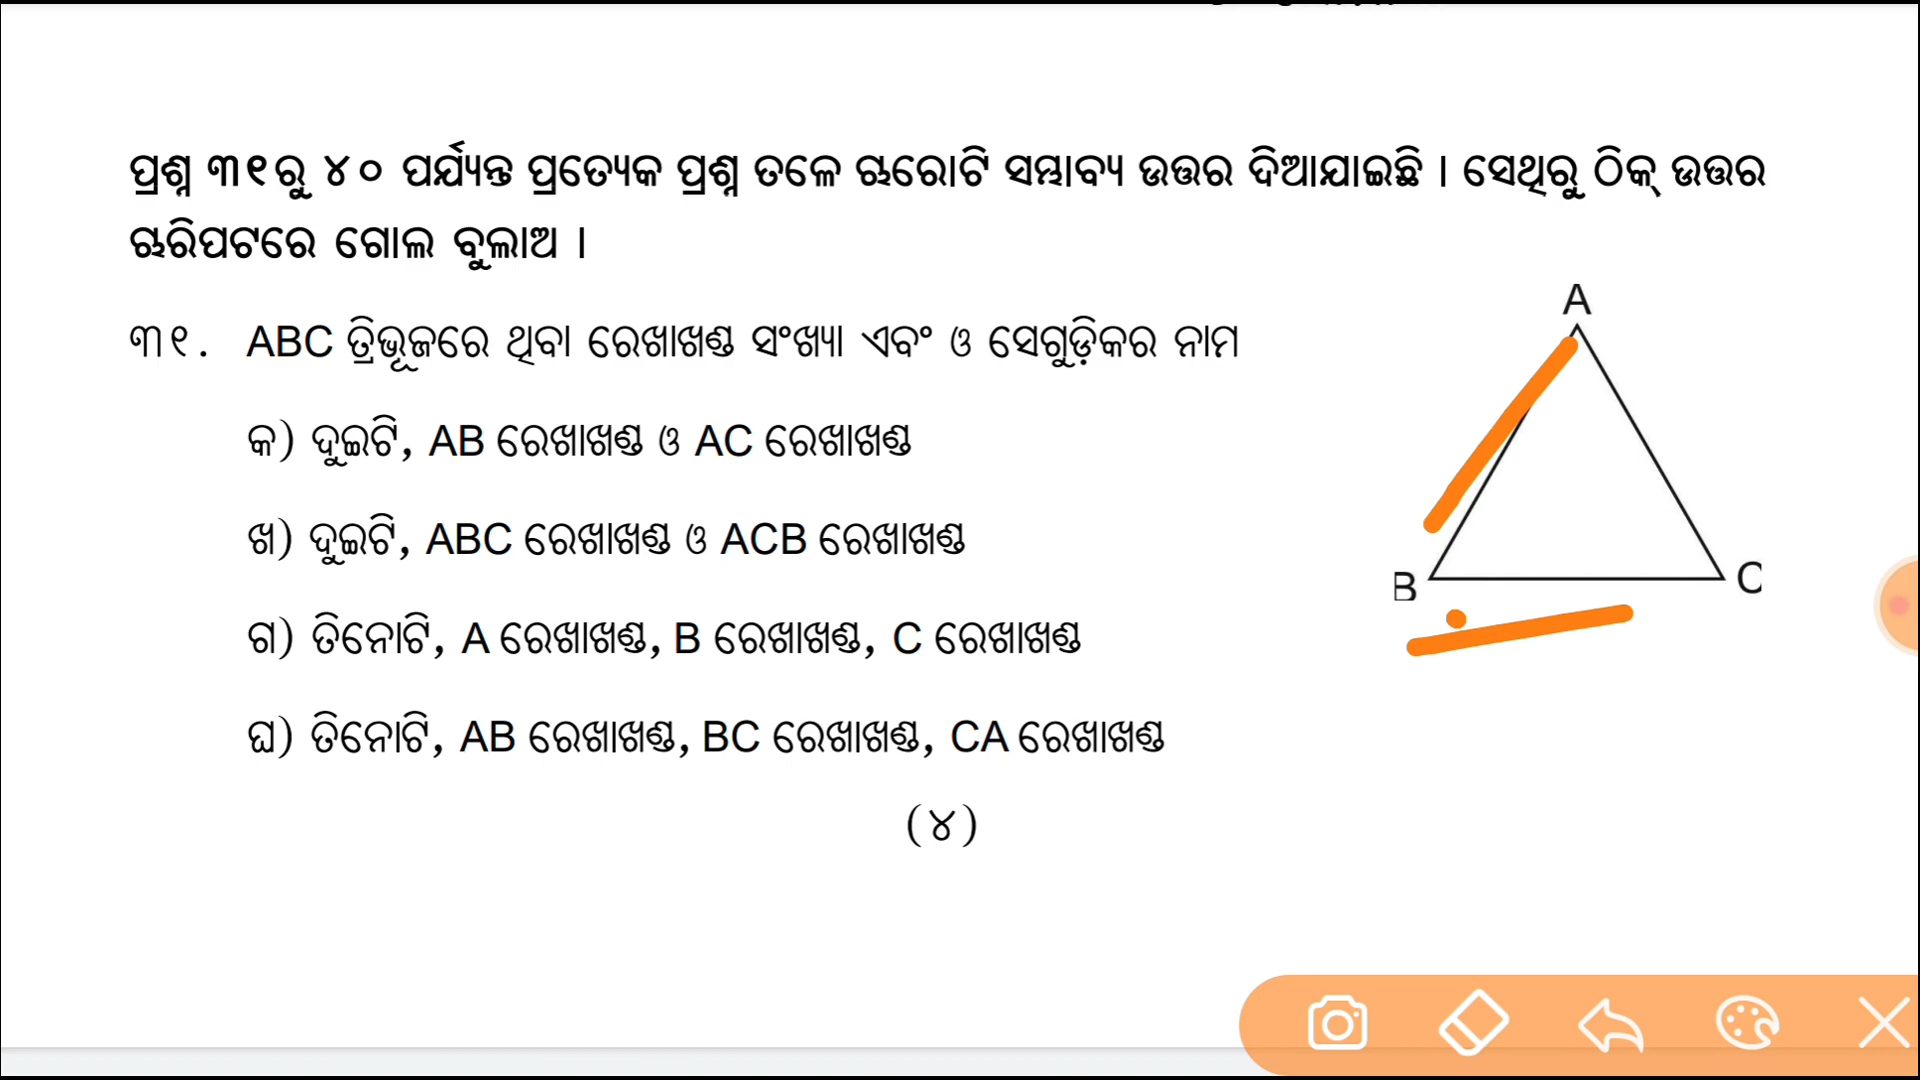 ପ୍ରଶ୍ନ ୩୧ରୁ ୪୦ ପର୍ଯ୍ୟନ୍ତ ପ୍ରତ୍ୟେକ ପ୍ରଶ୍ନ ତଳେ ଋରୋଟି ସମ୍ଭାବ୍ୟ ଉତ୍ତର ଦିଆଯାଇଛି । ସେଥିରୁ ଠିକ୍ ଉତ୍ତର
ଋରିପଟରେ ଗୋଲ ବୁଲାଅ ।
୩୧. ABC ତ୍ରିଭୂଜରେ ଥିବା ରେଖାଖଣ୍ଡ ସଂଖ୍ୟା ଏବଂ ଓ ସେଗୁଡ଼ିକର ନାମ
କ) ଦୁଇଟି, AB ରେଖାଖଣ୍ଡ ଓ AC ରେଖାଖଣ୍ଡ
ଖ) ଦୁଇଟି, ABC ରେଖାଖଣ୍ଡ ଓ ACB ରେଖାଖଣ୍ଡ
ଗ) ତିନୋଟି, A ରେଖାଖଣ୍ଡ, B ରେଖାଖଣ୍ଡ, C ରେଖାଖଣ୍ଡ
ଘ) ତିନୋଟି, AB ରେଖାଖଣ୍ଡ, BC ରେଖାଖଣ୍ଡ, CA ରେଖାଖଣ୍ଡ
A
B
C
(୪)